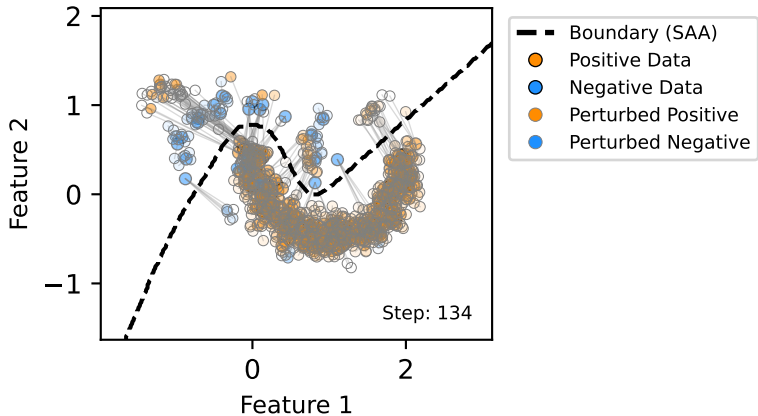 2
1
0
−1
Feature 2
0
2
Feature 1
Step: 134
Boundary (SAA)
Positive Data
Negative Data
Perturbed Positive
Perturbed Negative